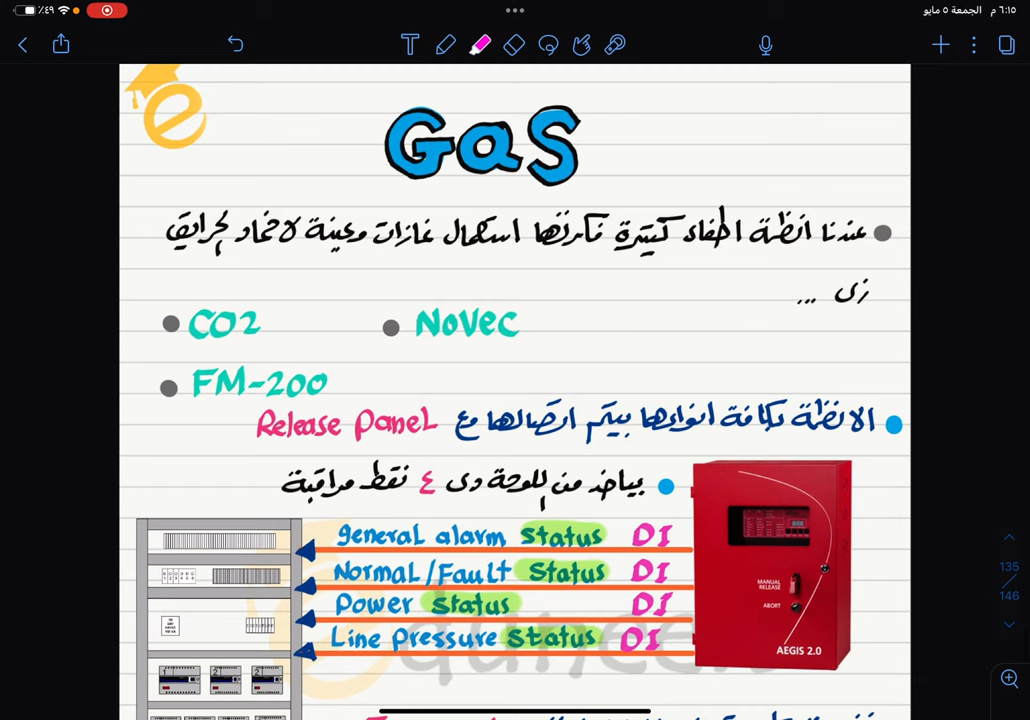 ٪٤٩
٦:١٥ م الجمعة ٥ مايو
GaS
عندنا انظمة اطفاء كتيرة فكرتها استعمال غازات معينة لاخماد الحرائق
زى ...
CO2
NoVEC
FM-200
الانظمة بكافة انواعها بيتم اتصالها مع Release PaneL
بياخد من اللوحة دى ٤ نقط مراقبة
general alarm Status DI
Normal/Fault Status DI
Power Status DI
Line Pressure Status DI
MANUAL
RELEASE
ABORT
AEGIS 2.0
eduneer
135
146